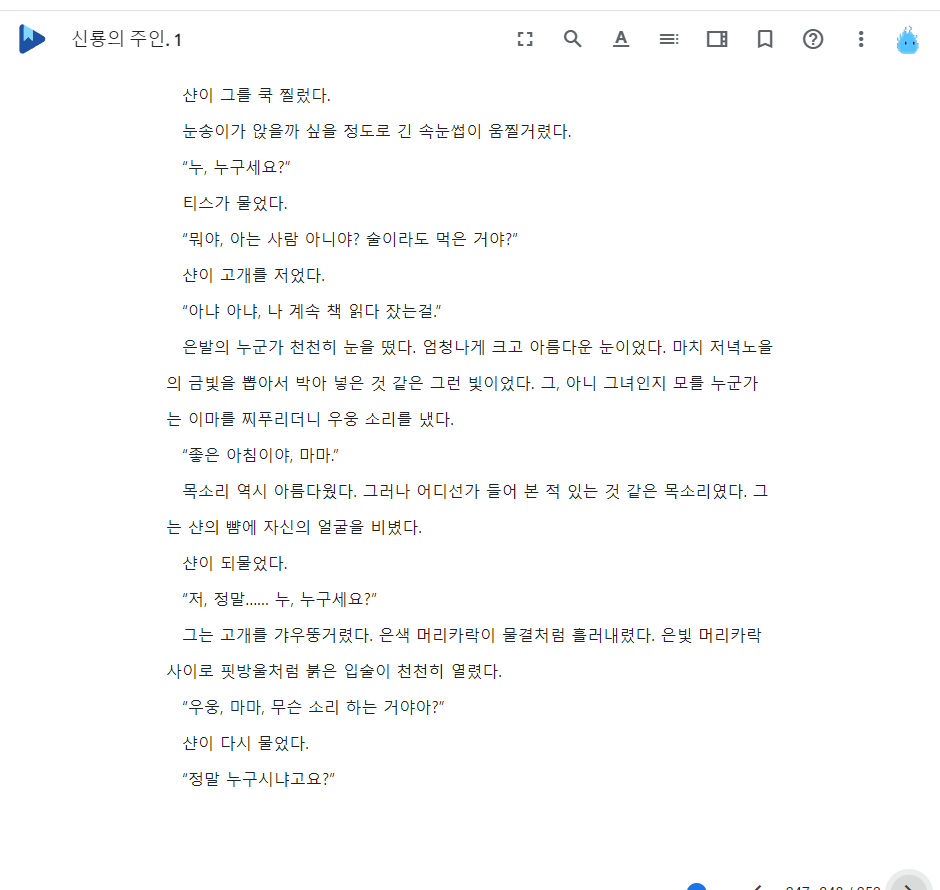 신룡의 주인. 1
샨이 그를 쿡 찔렀다.
눈송이가 앉을까 싶을 정도로 긴 속눈썹이 움찔거렸다.
“누, 누구세요?”
티스가 물었다.
“뭐야, 아는 사람 아니야? 술이라도 먹은 거야?”
샨이 고개를 저었다.
“아냐 아냐, 나 계속 책 읽다 잤는걸.”
은발의 누군가 천천히 눈을 떴다. 엄청나게 크고 아름다운 눈이었다. 마치 저녁노을
의 금빛을 뽑아서 박아 넣은 것 같은 그런 빛이었다. 그, 아니 그녀인지 모를 누군가
는 이마를 찌푸리더니 우웅 소리를 냈다.
“좋은 아침이야, 마마.”
목소리 역시 아름다웠다. 그러나 어디선가 들어 본 적 있는 것 같은 목소리였다. 그
는 샨의 뺨에 자신의 얼굴을 비볐다.
샨이 되물었다.
“저, 정말…… 누, 누구세요?”
그는 고개를 갸우뚱거렸다. 은색 머리카락이 물결처럼 흘러내렸다. 은빛 머리카락
사이로 핏방울처럼 붉은 입술이 천천히 열렸다.
“우웅, 마마, 무슨 소리 하는 거야아?”
샨이 다시 물었다.
“정말 누구시냐고요?”